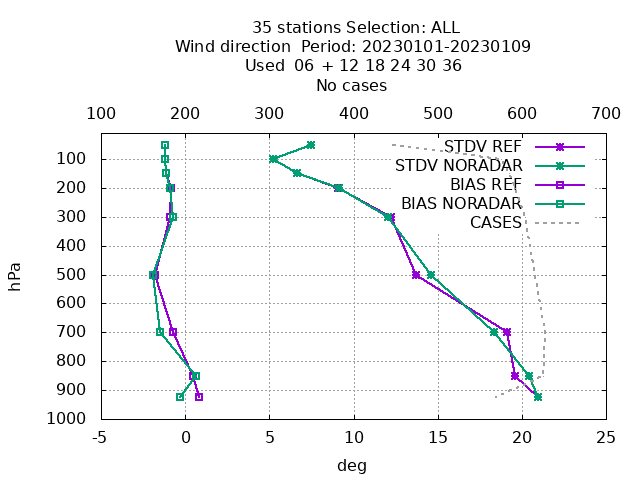 35 stations Selection: ALL
Wind direction  Period: 20230101-20230109
Used  06 + 12 18 24 30 36
No cases
100 200 300 400 500 600 700
STDV REF
STDV NORADAR
BIAS REF
BIAS NORADAR
CASES
hPa
100
200
300
400
500
600
700
800
900
1000
-5 0 5 10 15 20 25
deg